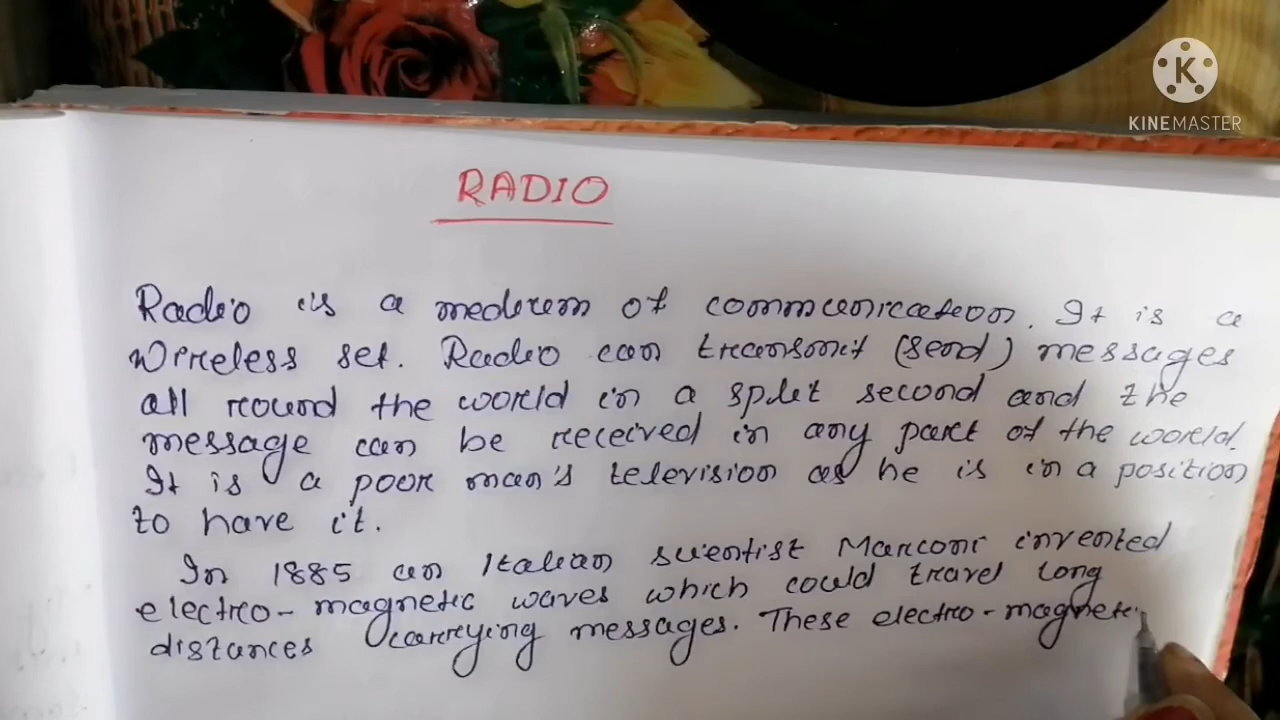 K
KINEMASTER
RADIO
Radio is a medium of communication. It is a
Wireless set. Radio can transmit (send) messages
all round the world in a split second and the
message can be received in any part of the world.
It is a poor man's television as he is in a position
to have it.
In 1885 an Italian scientist Marconi invented
electro-magnetic waves which could travel long
distances carrying messages. These electro-magnetic